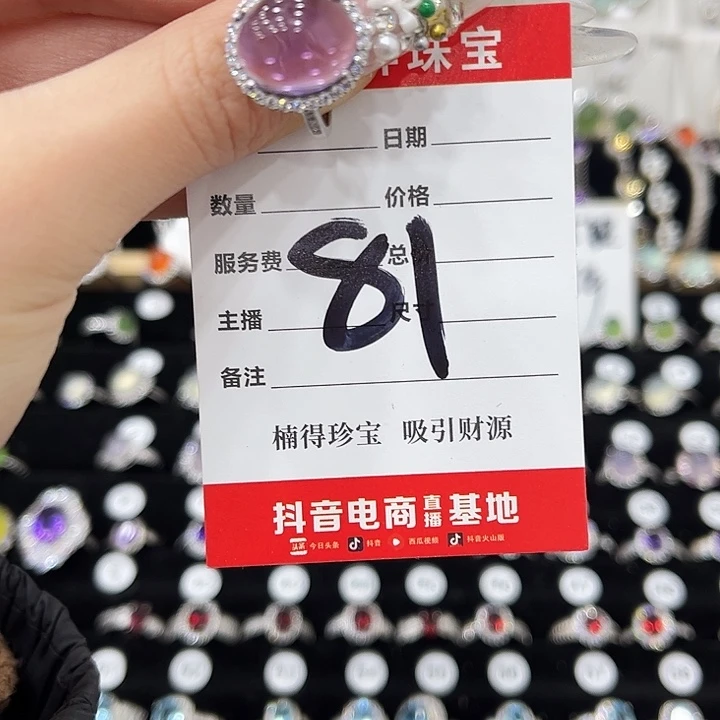 珠宝
日期
数量 价格
服务费 总
81
主播 尺寸
备注
楠得珍宝 吸引财源
抖音电商直播基地
头条 今日头条 抖音 西瓜视频 抖音火山版